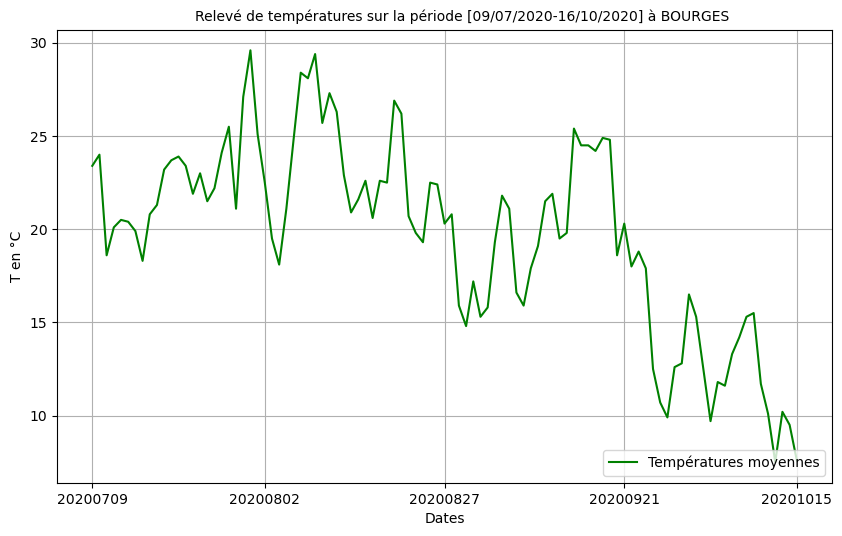 Relevé de températures sur la période [09/07/2020-16/10/2020] à BOURGES
30
25
20
15
10
T en °C
Températures moyennes
20200709 20200802 20200827 20200921 20201015
Dates